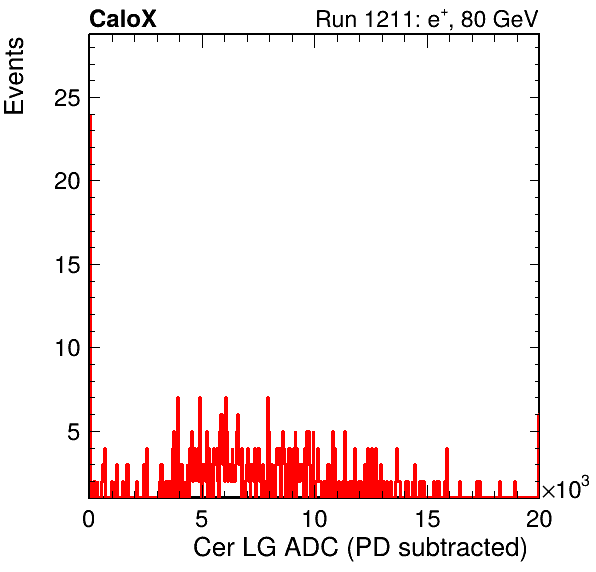 CaloX Run 1211: e⁺, 80 GeV
Events
25
20
15
10
5
0 5 10 15 20
×10³
Cer LG ADC (PD subtracted)